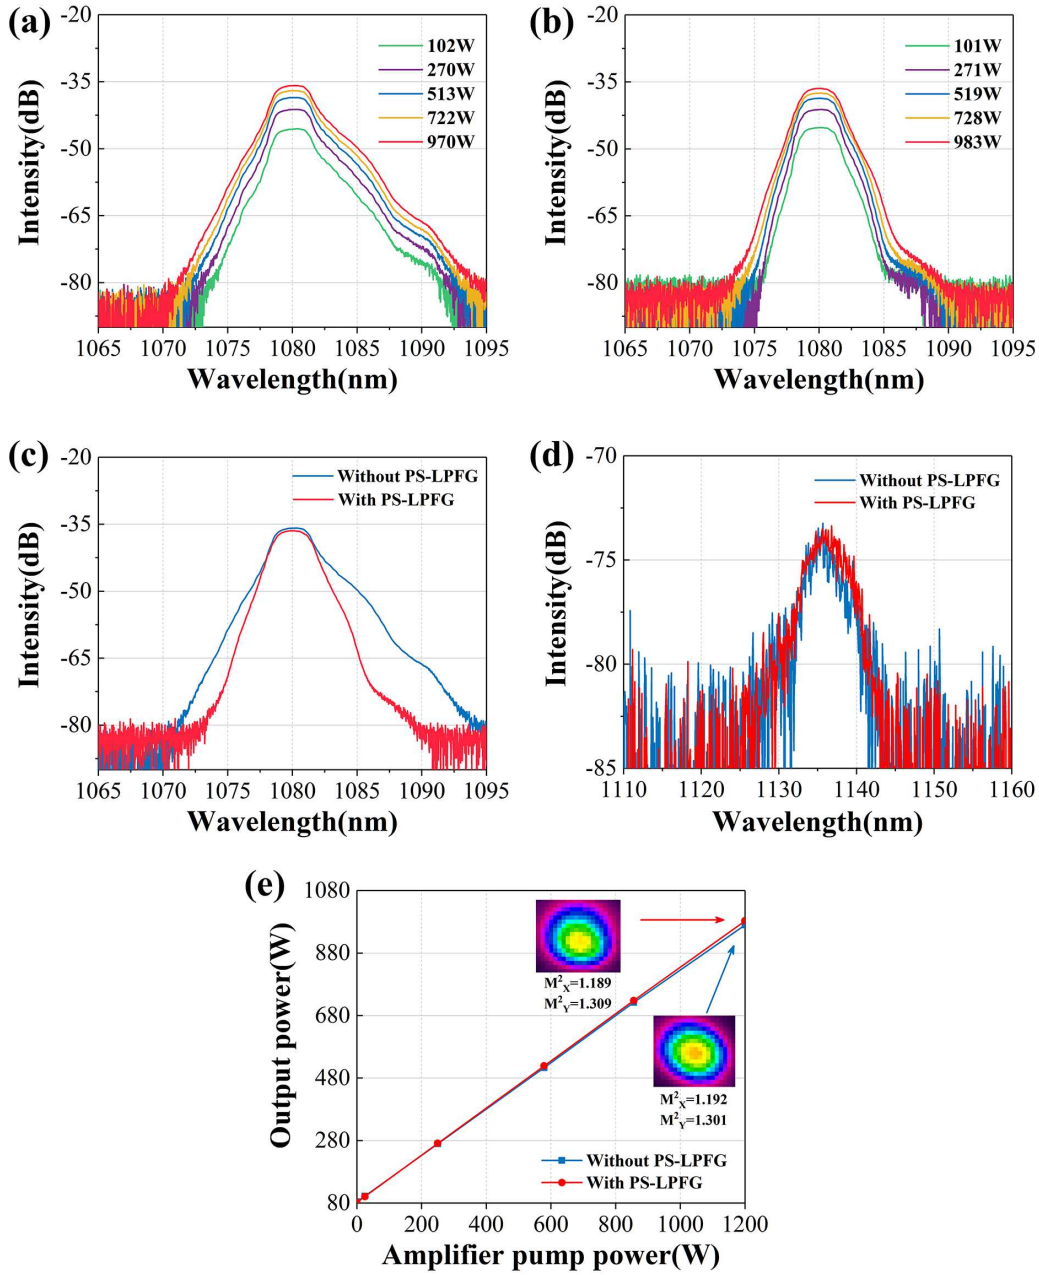 (a)
-20
-35
-50
-65
-80
Intensity(dB)
102W
270W
513W
722W
970W
1065 1070 1075 1080 1085 1090 1095
Wavelength(nm)
(b)
-20
-35
-50
-65
-80
Intensity(dB)
101W
271W
519W
728W
983W
1065 1070 1075 1080 1085 1090 1095
Wavelength(nm)
(c)
-20
-35
-50
-65
-80
Intensity(dB)
Without PS-LPFG
With PS-LPFG
1065 1070 1075 1080 1085 1090 1095
Wavelength(nm)
(d)
-70
-75
-80
-85
Intensity(dB)
Without PS-LPFG
With PS-LPFG
1110 1120 1130 1140 1150 1160
Wavelength(nm)
(e)
1080
880
680
480
280
80
Output power(W)
M²X=1.189
M²Y=1.309
M²X=1.192
M²Y=1.301
Without PS-LPFG
With PS-LPFG
0 200 400 600 800 1000 1200
Amplifier pump power(W)